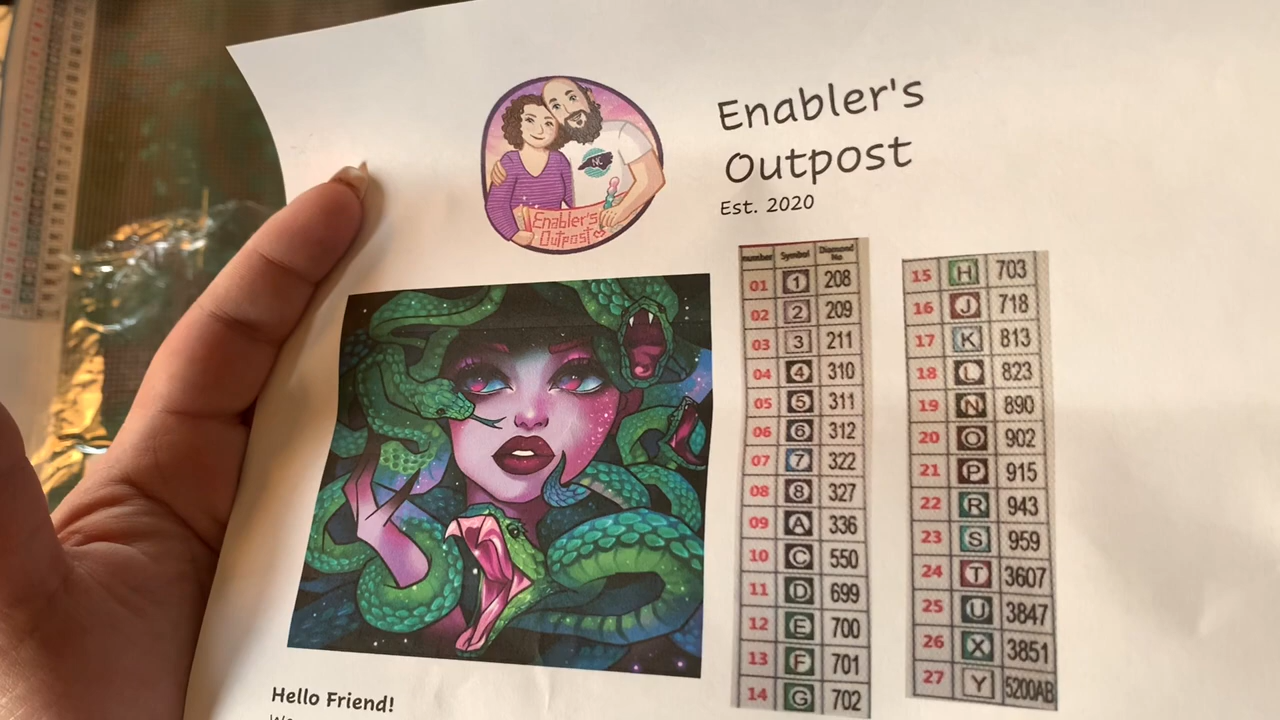 Enabler's
Outpost
Est. 2020
NC
Enabler's
Outpost
number Symbol Diamond No
01 1 208
02 2 209
03 3 211
04 4 310
05 5 311
06 6 312
07 7 322
08 8 327
09 A 336
10 C 550
11 D 699
12 E 700
13 F 701
14 G 702
15 H 703
16 J 718
17 K 813
18 L 823
19 N 890
20 O 902
21 P 915
22 R 943
23 S 959
24 T 3607
25 U 3847
26 X 3851
27 Y 5200AB
Hello Friend!